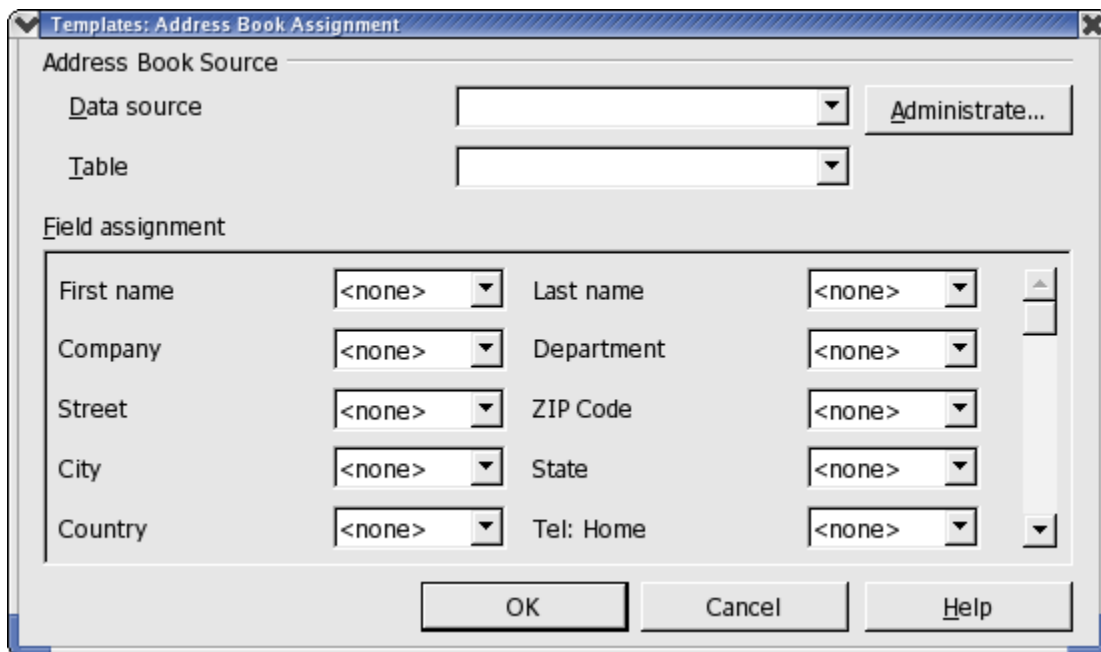 Templates: Address Book Assignment
Address Book Source
Data source
Administrate...
Table
Field assignment
First name <none> Last name <none>
Company <none> Department <none>
Street <none> ZIP Code <none>
City <none> State <none>
Country <none> Tel: Home <none>
OK Cancel Help